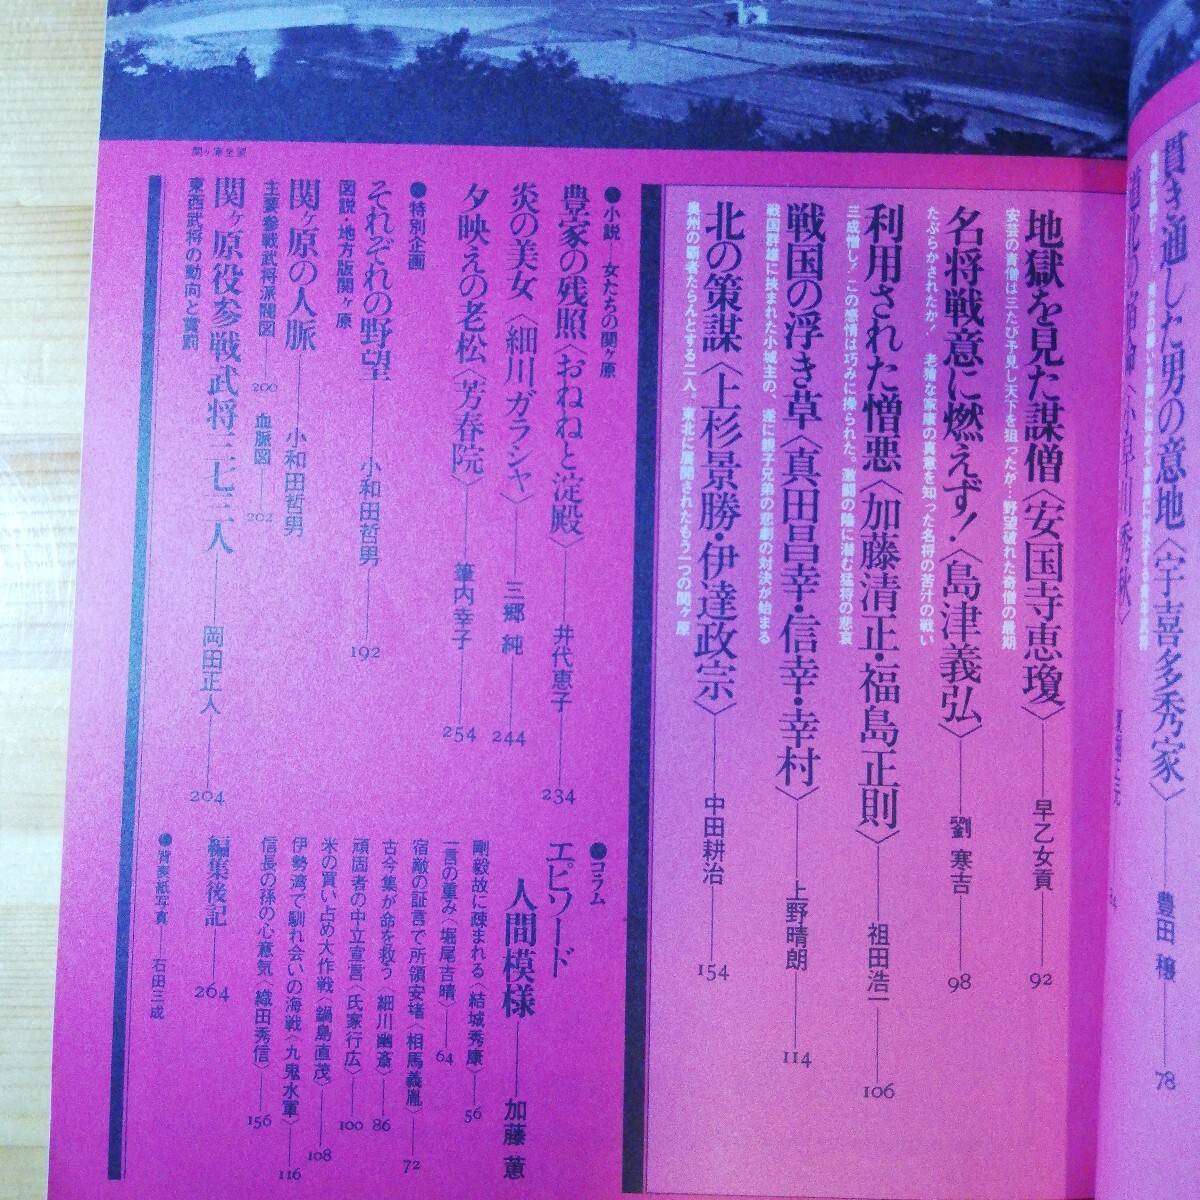 貫き通した男の意地〈宇喜多秀家〉
豊田 穣
78
地獄を見た謀僧〈安国寺恵瓊〉——早乙女貢——92
安芸の青僧は三たび予見し天下を狙ったが…野望破れた奇僧の最期
名将戦意に燃えず!〈島津義弘〉——劉 寒吉——98
たぶらかされたか! 老獪な家康の真意を知った名将の苦汁の戦い
利用された憎悪〈加藤清正・福島正則〉——祖田浩一——106
三成憎し!この感情は巧みに操られた。激闘の陰に潜む猛将の悲哀
戦国の浮き草〈真田昌幸・信幸・幸村〉——上野晴朗——114
戦国群雄に挟まれた小城主の、遂に親子兄弟の悲劇の対決が始まる
北の策謀〈上杉景勝・伊達政宗〉——中田耕治——154
奥州の覇者たらんとする二人。東北に展開されたもう一つの関ヶ原
●小説——女たちの関ヶ原
豊家の残照〈おねねと淀殿〉——井代恵子——234
炎の美女〈細川ガラシャ〉——三郷 純——244
夕映えの老松〈芳春院〉——筆内幸子——254
●特別企画
それぞれの野望——小和田哲男——192
図説・地方版関ヶ原
関ヶ原の人脈——小和田哲男
主要参戦武将派閥図——200 血脈図——202
関ヶ原役参戦武将三七三人——岡田正人——204
東西武将の動向と賞罰
関ヶ原全望
●コラム
エピソード
人間模様——加藤 蕙
剛毅故に疎まれる〈結城秀康〉——56
一言の重み〈堀尾吉晴〉——64
宿敵の証言で所領安堵〈相馬義胤〉——72
古今集が命を救う〈細川幽斎〉——86
頑固者の中立宣言〈氏家行広〉——100
米の買い占め大作戦〈鍋島直茂〉——108
伊勢湾で馴れ合いの海戦〈九鬼水軍〉——116
信長の孫の心意気〈織田秀信〉——156
編集後記——264
●背表紙写真——石田三成